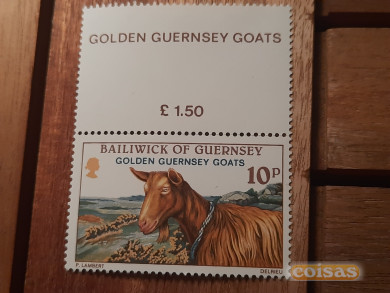 GOLDEN GUERNSEY GOATS
£1.50
BAILIWICK OF GUERNSEY
GOLDEN GUERNSEY GOATS
10P
P. LAMBERT
DELRIEU
coisas